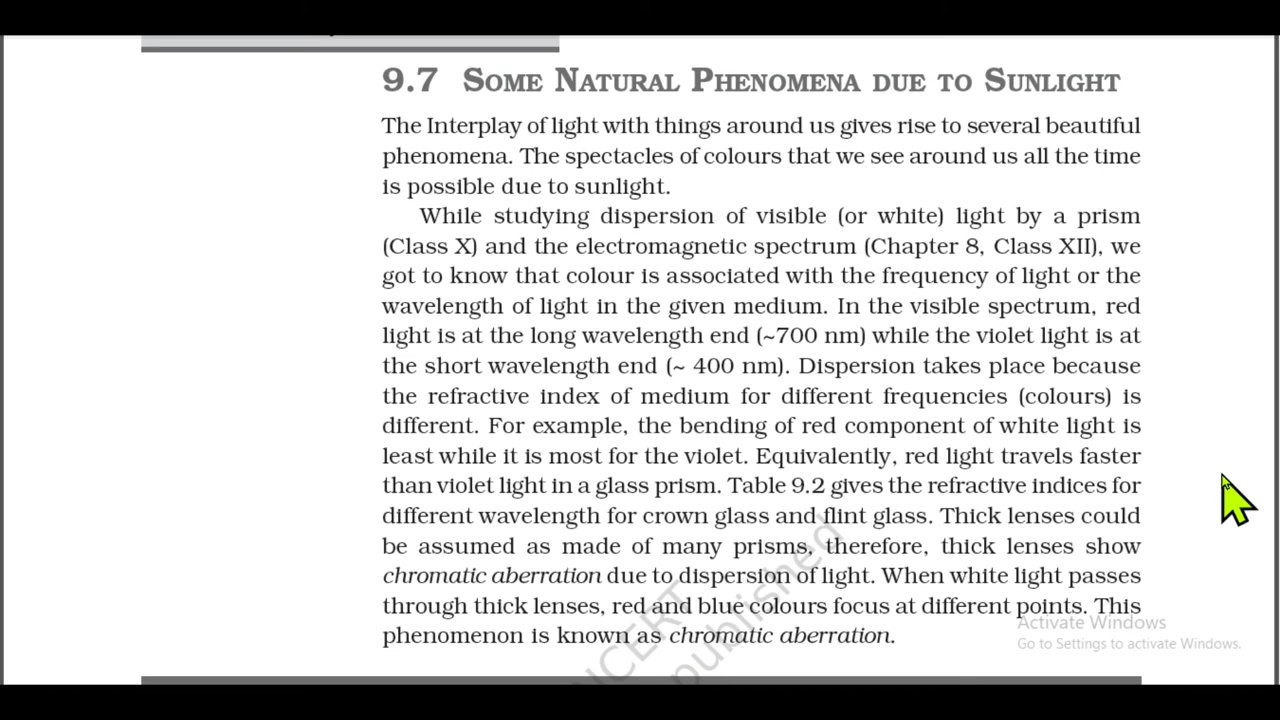 9.7 SOME NATURAL PHENOMENA DUE TO SUNLIGHT
The Interplay of light with things around us gives rise to several beautiful
phenomena. The spectacles of colours that we see around us all the time
is possible due to sunlight.
While studying dispersion of visible (or white) light by a prism
(Class X) and the electromagnetic spectrum (Chapter 8, Class XII), we
got to know that colour is associated with the frequency of light or the
wavelength of light in the given medium. In the visible spectrum, red
light is at the long wavelength end (~700 nm) while the violet light is at
the short wavelength end (~ 400 nm). Dispersion takes place because
the refractive index of medium for different frequencies (colours) is
different. For example, the bending of red component of white light is
least while it is most for the violet. Equivalently, red light travels faster
than violet light in a glass prism. Table 9.2 gives the refractive indices for
different wavelength for crown glass and flint glass. Thick lenses could
be assumed as made of many prisms, therefore, thick lenses show
chromatic aberration due to dispersion of light. When white light passes
through thick lenses, red and blue colours focus at different points. This
phenomenon is known as chromatic aberration.
NCERT
published
Activate Windows
Go to Settings to activate Windows.